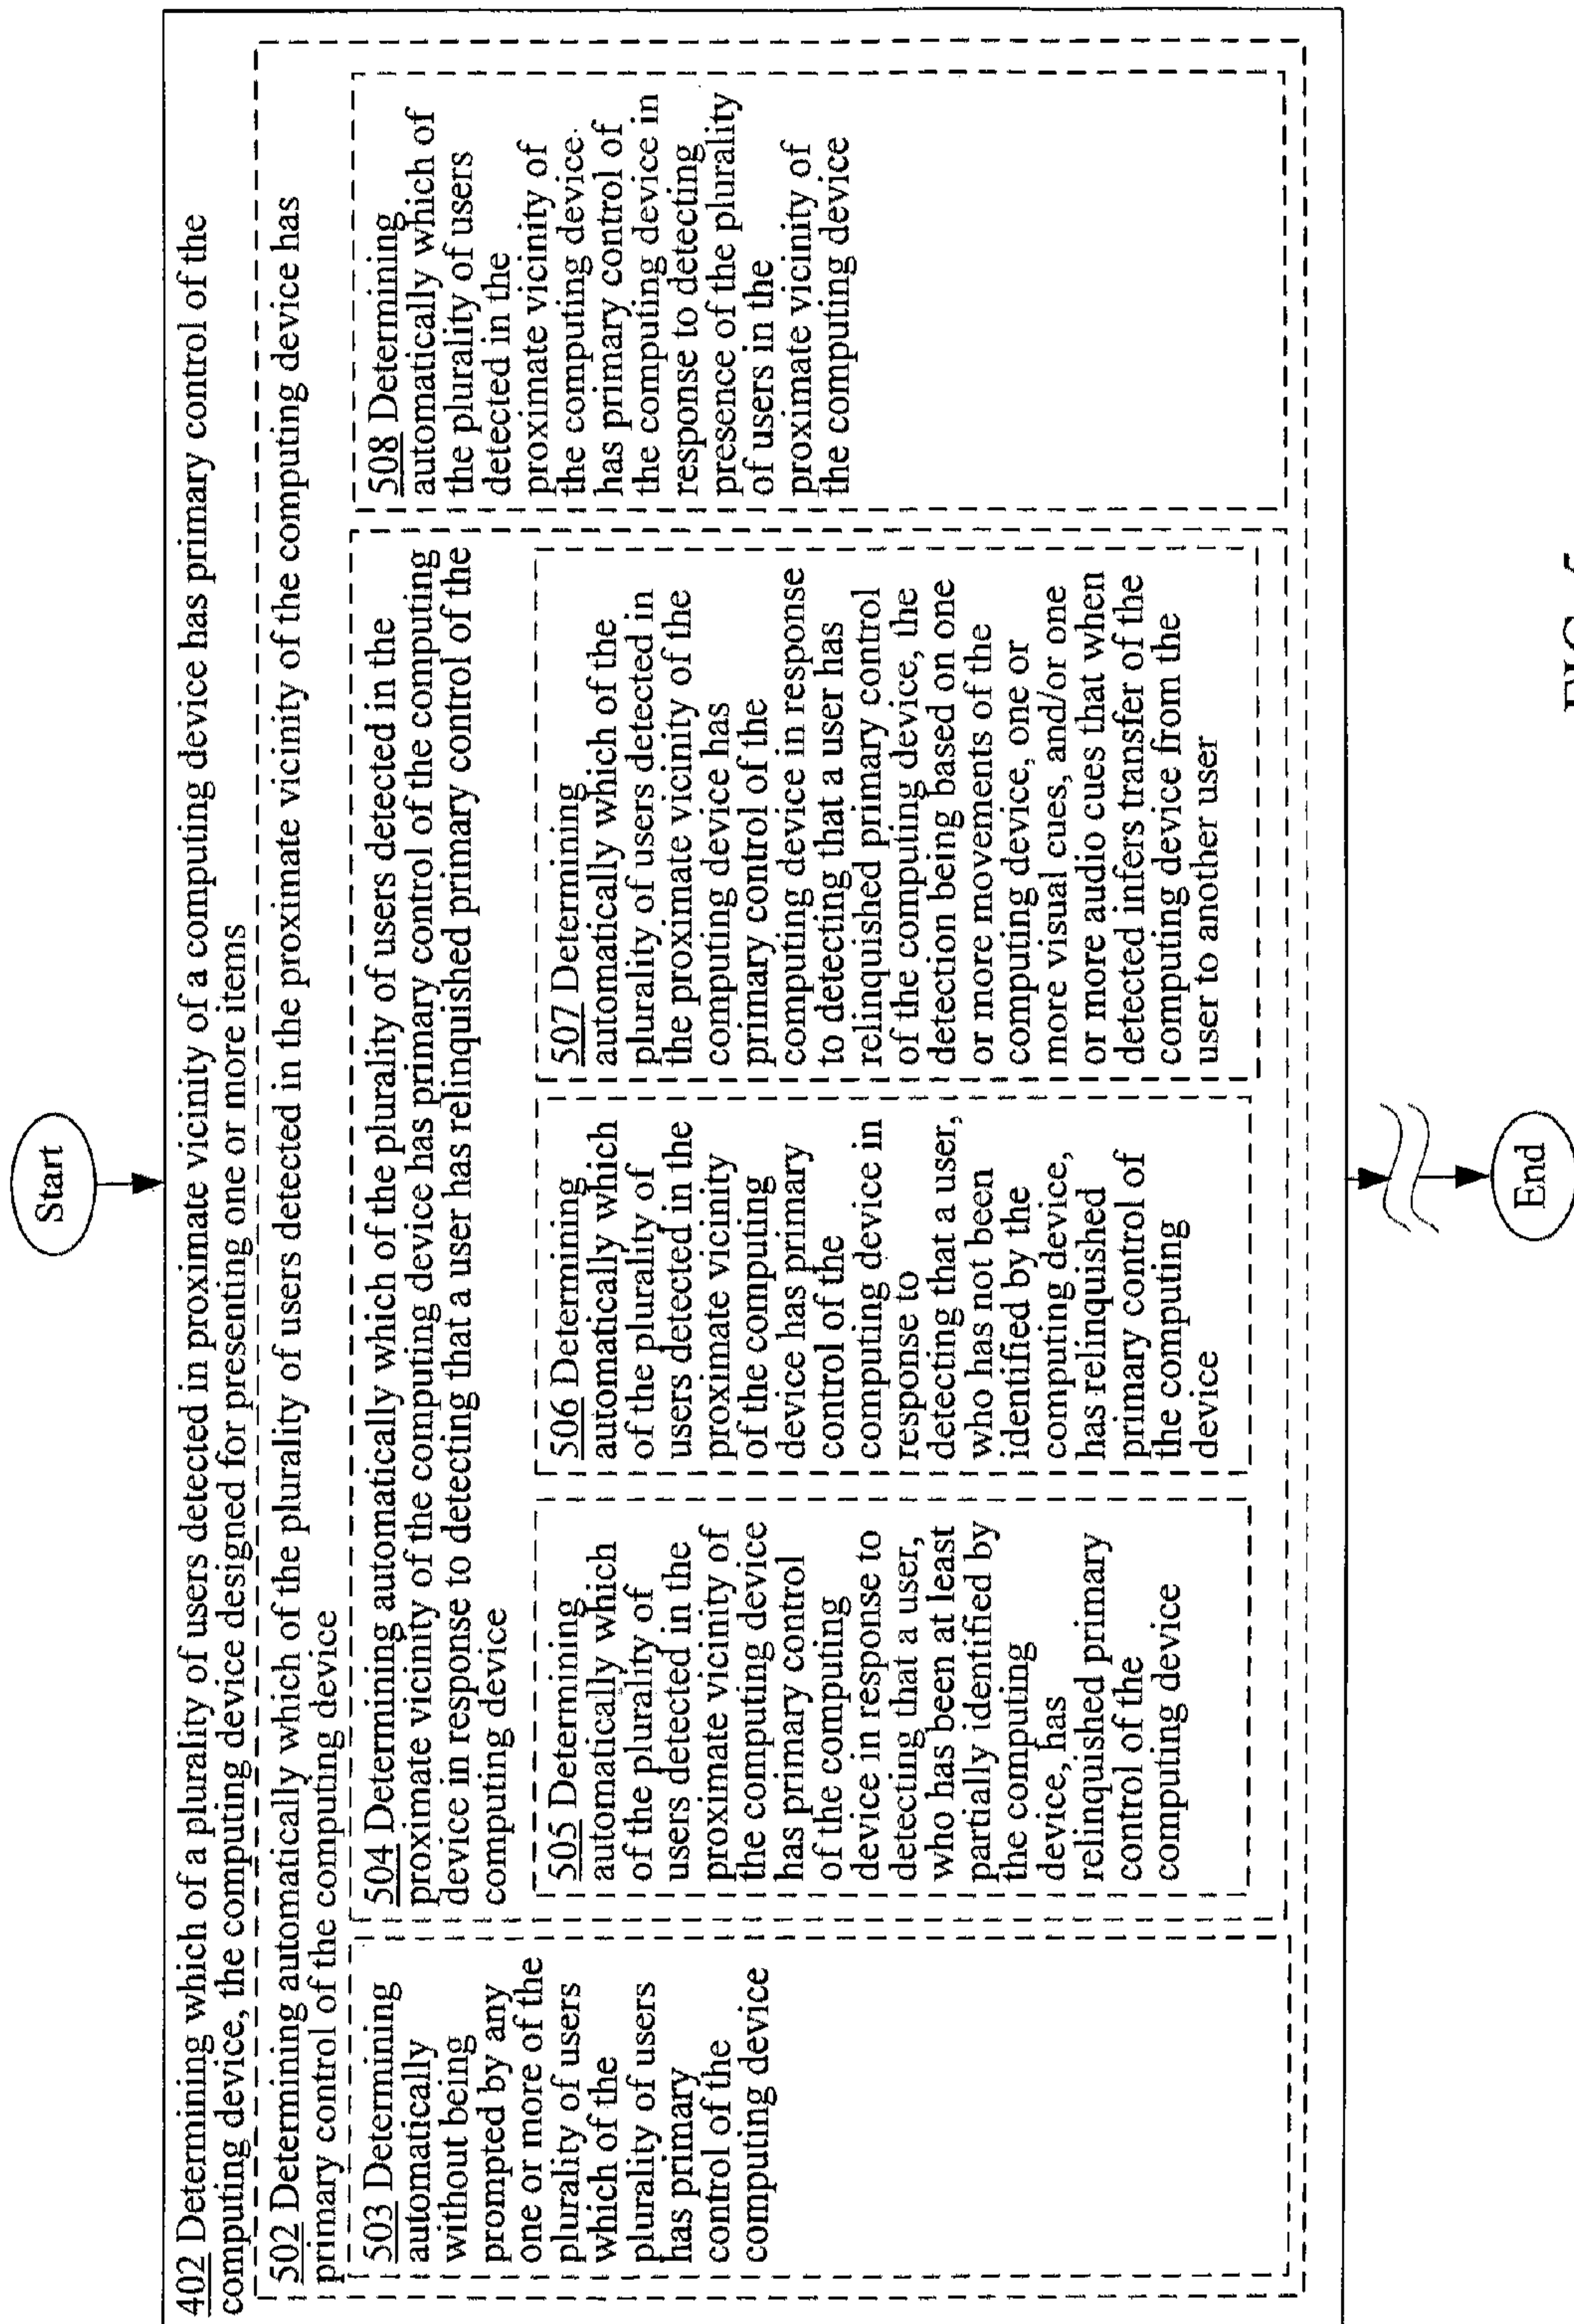 Start
402 Determining which of a plurality of users detected in proximate vicinity of a computing device has primary control of the
computing device, the computing device designed for presenting one or more items
502 Determining automatically which of the plurality of users detected in the proximate vicinity of the computing device has
primary control of the computing device
503 Determining
automatically
without being
prompted by any
one or more of the
plurality of users
which of the
plurality of users
has primary
control of the
computing device
504 Determining automatically which of the plurality of users detected in the
proximate vicinity of the computing device has primary control of the computing
device in response to detecting that a user has relinquished primary control of the
computing device
505 Determining
automatically which
of the plurality of
users detected in the
proximate vicinity of
the computing device
has primary control
of the computing
device in response to
detecting that a user,
who has been at least
partially identified by
the computing
device, has
relinquished primary
control of the
computing device
506 Determining
automatically which
of the plurality of
users detected in the
proximate vicinity
of the computing
device has primary
control of the
computing device in
response to
detecting that a user,
who has not been
identified by the
computing device,
has relinquished
primary control of
the computing
device
507 Determining
automatically which of the
plurality of users detected in
the proximate vicinity of the
computing device has
primary control of the
computing device in response
to detecting that a user has
relinquished primary control
of the computing device, the
detection being based on one
or more movements of the
computing device, one or
more visual cues, and/or one
or more audio cues that when
detected infers transfer of the
computing device from the
user to another user
508 Determining
automatically which of
the plurality of users
detected in the
proximate vicinity of
the computing device
has primary control of
the computing device in
response to detecting
presence of the plurality
of users in the
proximate vicinity of
the computing device
End